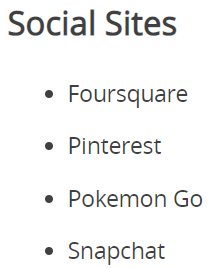 Social Sites
• Foursquare
• Pinterest
• Pokemon Go
• Snapchat